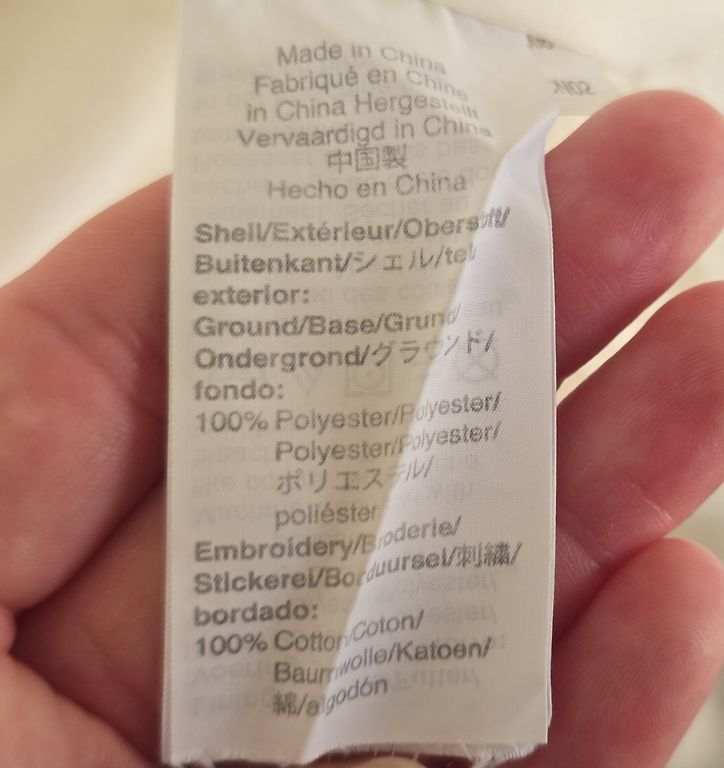 Made in China
Fabriqué en Chine
in China Hergestellt
Vervaardigd in China
中国製
Hecho en China
Shell/Extérieur/Oberstoff/
Buitenkant/シェル/tela
exterior:
Ground/Base/Grund/
Ondergrond/グラウンド/
fondo:
100% Polyester/Polyester/
Polyester/Polyester/
ポリエステル/
poliéster
Embroidery/Broderie/
Stickerei/Borduursel/刺繍/
bordado:
100% Cotton/Coton/
Baumwolle/Katoen/
綿/algodón